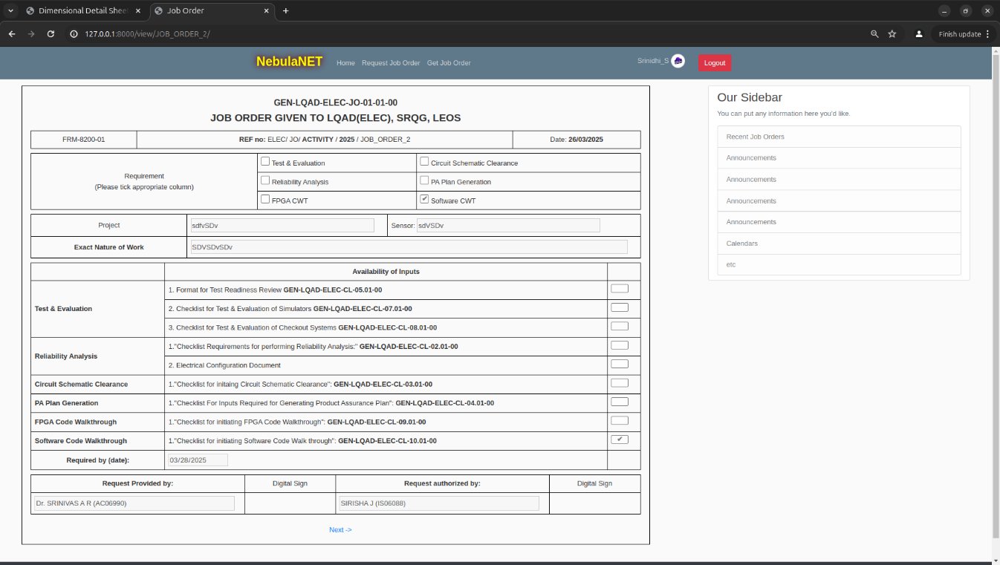 Dimensional Detail Sheet
Job Order
127.0.0.1:8000/view/JOB_ORDER_2/
Finish update
NebulaNET
Home Request Job Order Get Job Order
Srinidhi_S
Logout
GEN-LQAD-ELEC-JO-01-01-00
JOB ORDER GIVEN TO LQAD(ELEC), SRQG, LEOS
FRM-8200-01 REF no: ELEC/ JO/ ACTIVITY / 2025 / JOB_ORDER_2 Date: 26/03/2025
Requirement
(Please tick appropriate column)
Test & Evaluation Circuit Schematic Clearance
Reliability Analysis PA Plan Generation
FPGA CWT Software CWT
Project sdfvSDv Sensor: sdVSDv
Exact Nature of Work SDVSDvSDv
Availability of Inputs
Test & Evaluation
1. Format for Test Readiness Review GEN-LQAD-ELEC-CL-05.01-00
2. Checklist for Test & Evaluation of Simulators GEN-LQAD-ELEC-CL-07.01-00
3. Checklist for Test & Evaluation of Checkout Systems GEN-LQAD-ELEC-CL-08.01-00
Reliability Analysis
1."Checklist Requirements for performing Reliability Analysis:" GEN-LQAD-ELEC-CL-02.01-00
2. Electrical Configuration Document
Circuit Schematic Clearance 1."Checklist for initaing Circuit Schematic Clearance": GEN-LQAD-ELEC-CL-03.01-00
PA Plan Generation 1."Checklist For Inputs Required for Generating Product Assurance Plan": GEN-LQAD-ELEC-CL-04.01-00
FPGA Code Walkthrough 1."Checklist for initiating FPGA Code Walkthrough": GEN-LQAD-ELEC-CL-09.01-00
Software Code Walkthrough 1."Checklist for initiating Software Code Walk through": GEN-LQAD-ELEC-CL-10.01-00
Required by (date): 03/28/2025
Request Provided by: Digital Sign Request authorized by: Digital Sign
Dr. SRINIVAS A R (AC06990) SIRISHA J (IS06088)
Next ->
Our Sidebar
You can put any information here you'd like.
Recent Job Orders
Announcements
Announcements
Announcements
Announcements
Calendars
etc